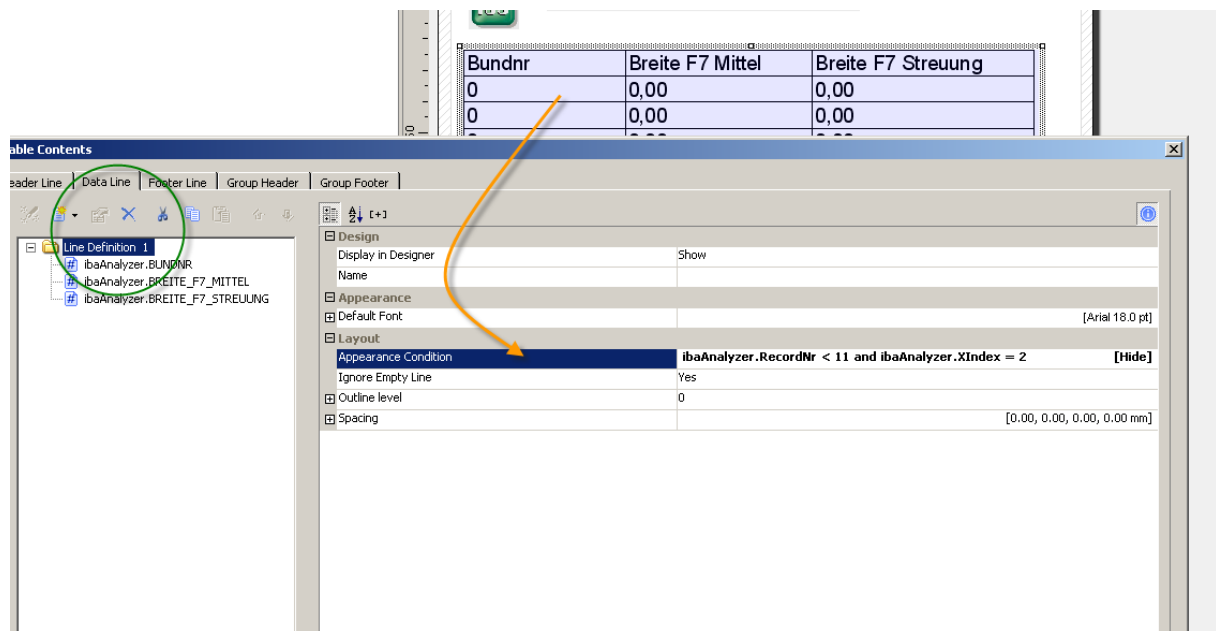 Bundnr Breite F7 Mittel Breite F7 Streuung
0 0,00 0,00
0 0,00 0,00
able Contents
eader Line Data Line Footer Line Group Header Group Footer
Line Definition 1
ibaAnalyzer.BUNDNR
ibaAnalyzer.BREITE_F7_MITTEL
ibaAnalyzer.BREITE_F7_STREUUNG
Design
Display in Designer Show
Name
Appearance
Default Font [Arial 18.0 pt]
Layout
Appearance Condition ibaAnalyzer.RecordNr < 11 and ibaAnalyzer.XIndex = 2 [Hide]
Ignore Empty Line Yes
Outline level 0
Spacing [0.00, 0.00, 0.00, 0.00 mm]